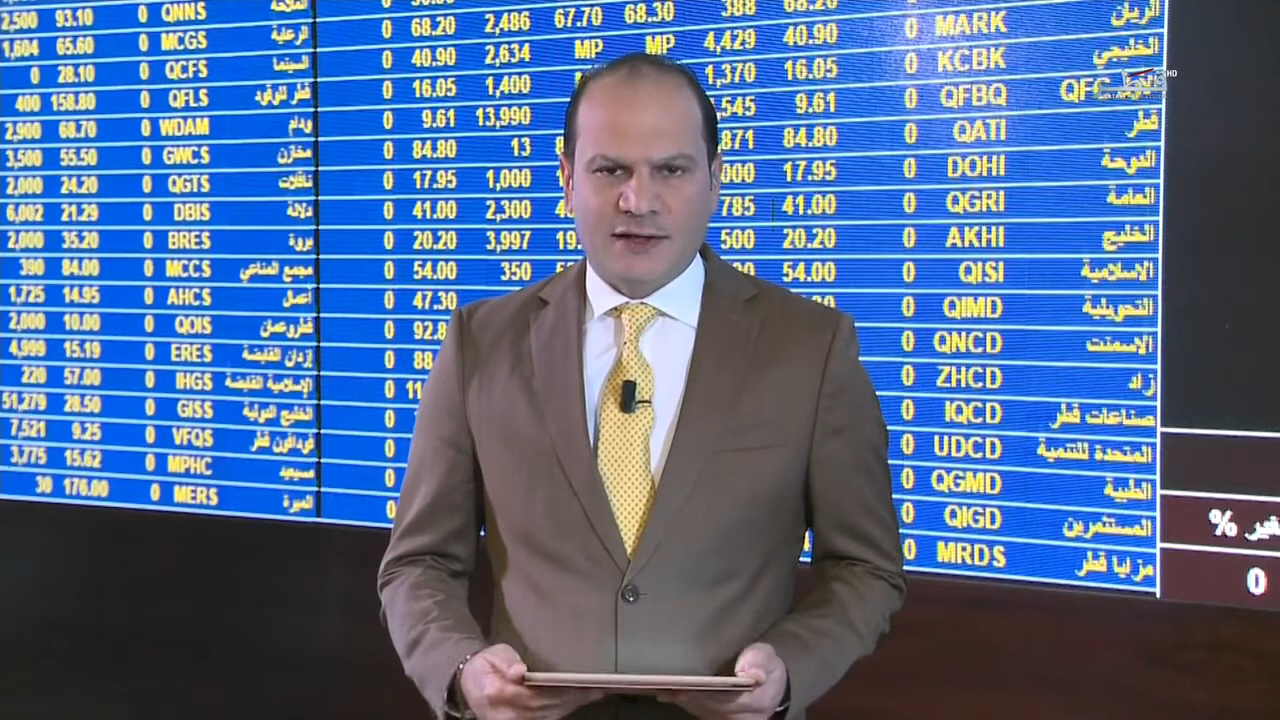 2,500 93.10 0 QNNS الملاحة
1,604 65.60 0 MCGS الرعاية
0 28.10 0 QCFS السينما
400 158.80 0 QFLS قطر للوقود
2,900 68.70 0 WDAM ودام
3,500 55.50 0 GWCS مخازن
2,000 24.20 0 QGTS ناقلات
6,002 21.29 0 DBIS دلالة
2,000 35.20 0 BRES بروة
390 84.00 0 MCCS مجمع المناعي
1,725 14.95 0 AHCS أعمال
2,000 10.00 0 QOIS قطروعمان
4,999 15.19 0 ERES إزدان القابضة
220 57.00 0 IHGS الإسلامية القابضة
51,279 28.50 0 GISS الخليج الدولية
7,521 9.25 0 VFQS فودافون قطر
3,775 15.62 0 MPHC مسيعيد
30 176.00 0 MERS الميرة
0 68.20 2,486 67.70 68.30 388 68.20 0 MARK الريان
0 40.90 2,634 MP MP 4,429 40.90 0 KCBK الخليجي
0 16.05 1,400 1,370 16.05 0 QFBQ
0 9.61 13,990 9.61 0 QATI قطر
0 84.80 13 84.80 0 DOHI الدوحة
0 17.95 1,000 17.95 0 QGRI العامة
0 41.00 2,300 785 41.00 0 AKHI الخليج
0 20.20 3,997 500 20.20 0 QISI الاسلامية
0 54.00 350 54.00 0 QIMD التحويلية
0 47.30 0 QNCD الاسمنت
0 0 ZHCD زاد
0 0 IQCD صناعات قطر
0 0 UDCD المتحدة للتنمية
0 0 QGMD الطبية
0 0 QIGD المستثمرين
0 0 MRDS مزايا قطر
%
0
HD